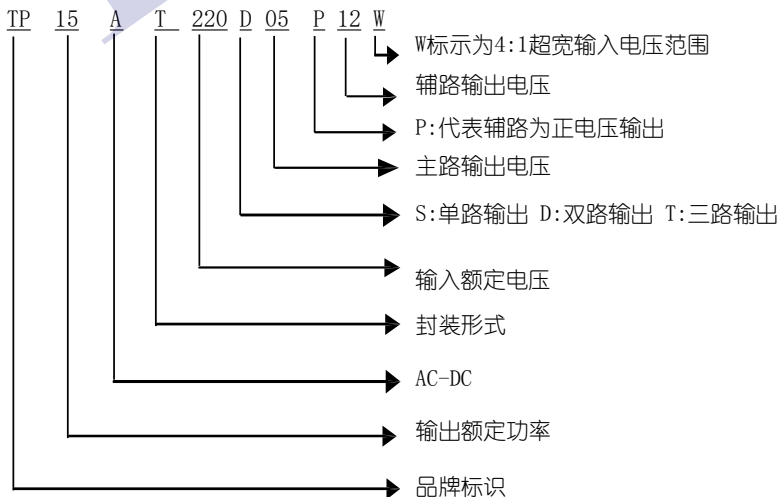 TP 15 A T 220 D 05 P 12 W
W标示为4:1超宽输入电压范围
辅路输出电压
P:代表辅路为正电压输出
主路输出电压
S:单路输出 D:双路输出 T:三路输出
输入额定电压
封装形式
AC-DC
输出额定功率
品牌标识